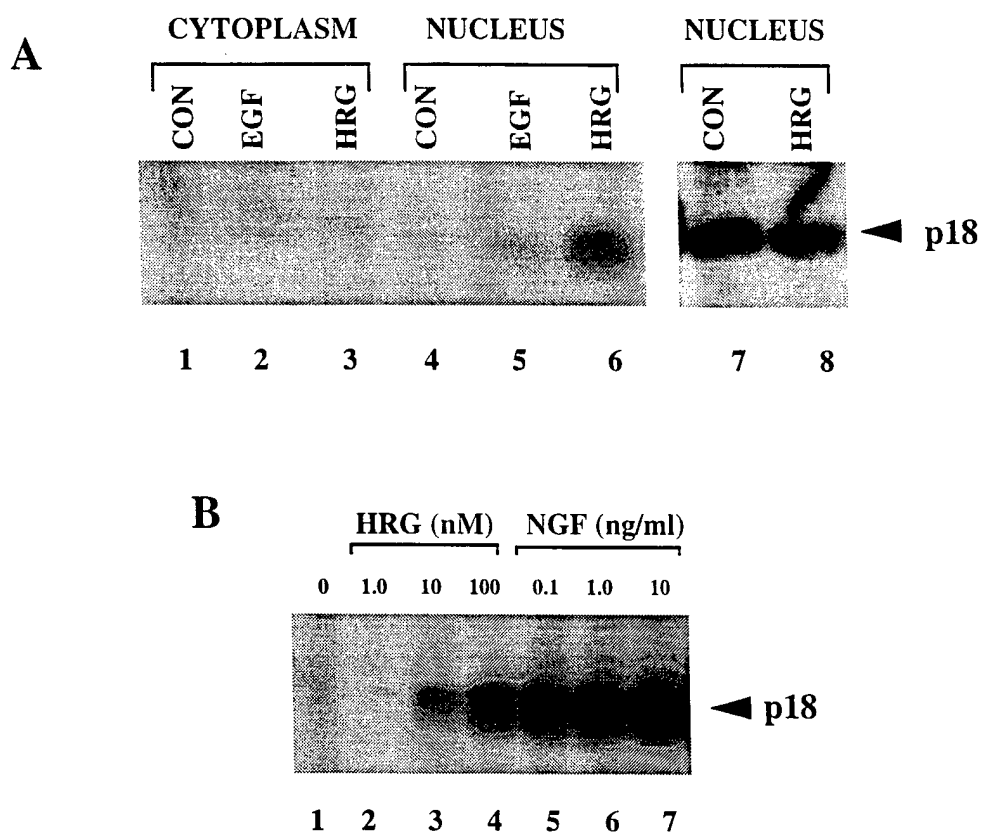 A
CYTOPLASM NUCLEUS NUCLEUS
CON EGF HRG CON EGF HRG CON HRG
p18
1 2 3 4 5 6 7 8
B
HRG (nM) NGF (ng/ml)
0 1.0 10 100 0.1 1.0 10
p18
1 2 3 4 5 6 7